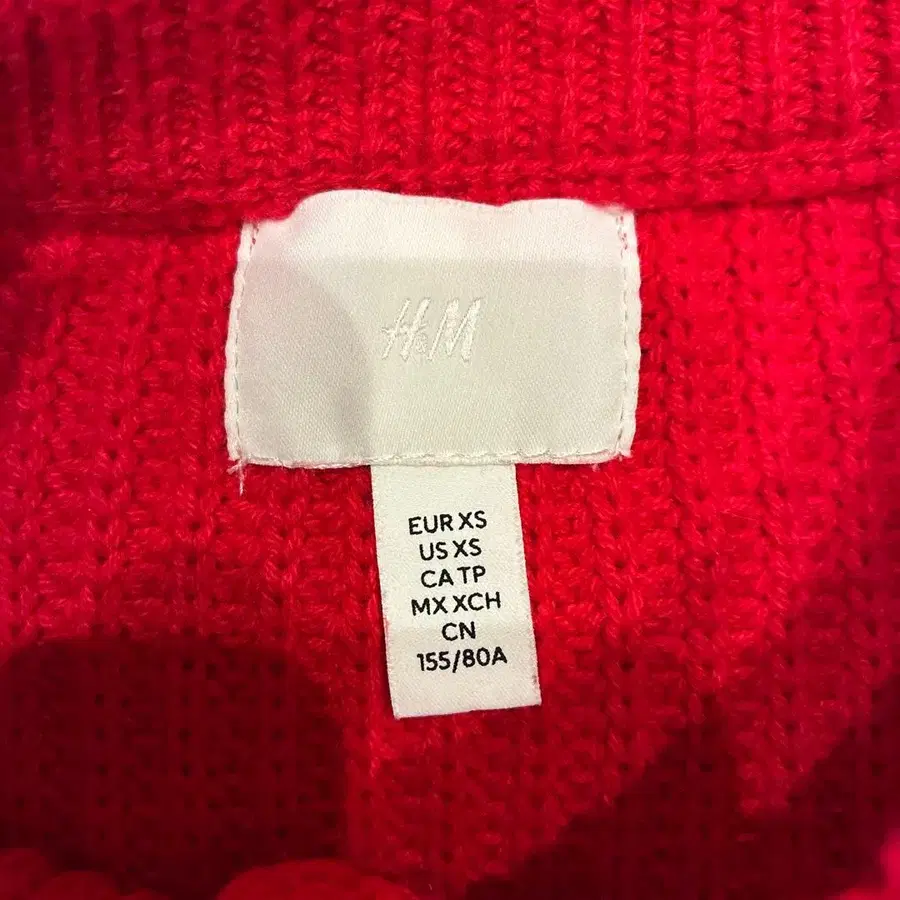 H&M
EUR XS
US XS
CA TP
MX XCH
CN
155/80A